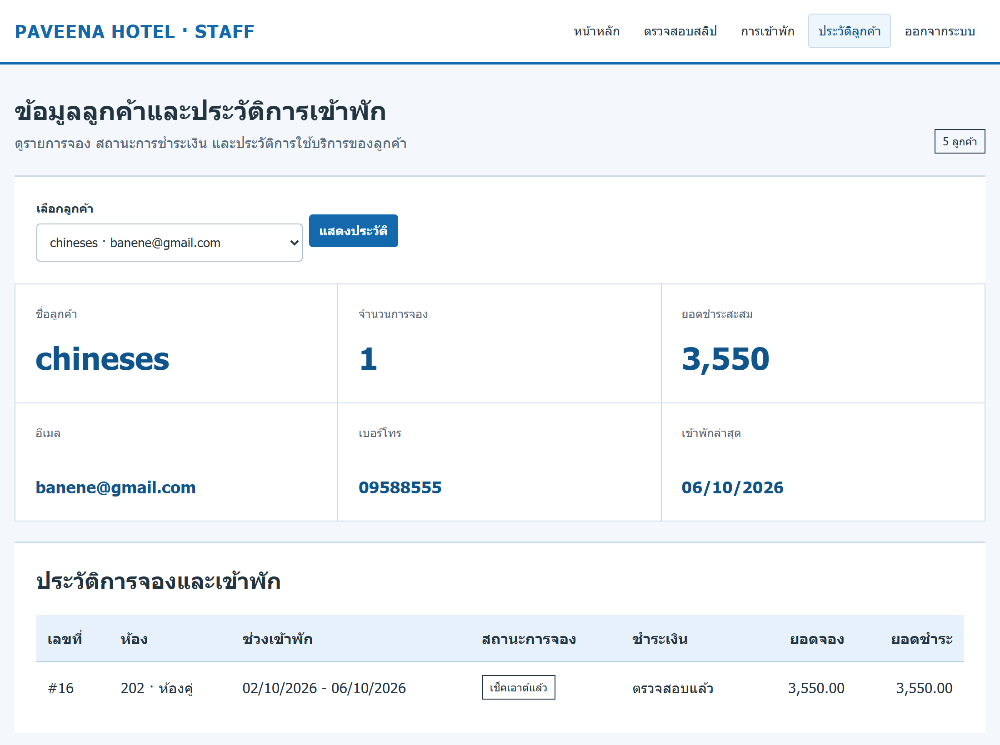 PAVEENA HOTEL · STAFF
หน้าหลัก ตรวจสอบสลิป การเข้าพัก ประวัติลูกค้า ออกจากระบบ
ข้อมูลลูกค้าและประวัติการเข้าพัก
ดูรายการจอง สถานะการชำระเงิน และประวัติการใช้บริการของลูกค้า
5 ลูกค้า
เลือกลูกค้า
chineses · banene@gmail.com
แสดงประวัติ
ชื่อลูกค้า จำนวนการจอง ยอดชำระสะสม
chineses 1 3,550
อีเมล เบอร์โทร เข้าพักล่าสุด
banene@gmail.com 09588555 06/10/2026
ประวัติการจองและเข้าพัก
เลขที่ ห้อง ช่วงเข้าพัก สถานะการจอง ชำระเงิน ยอดจอง ยอดชำระ
#16 202 · ห้องคู่ 02/10/2026 - 06/10/2026 เช็คเอาต์แล้ว ตรวจสอบแล้ว 3,550.00 3,550.00